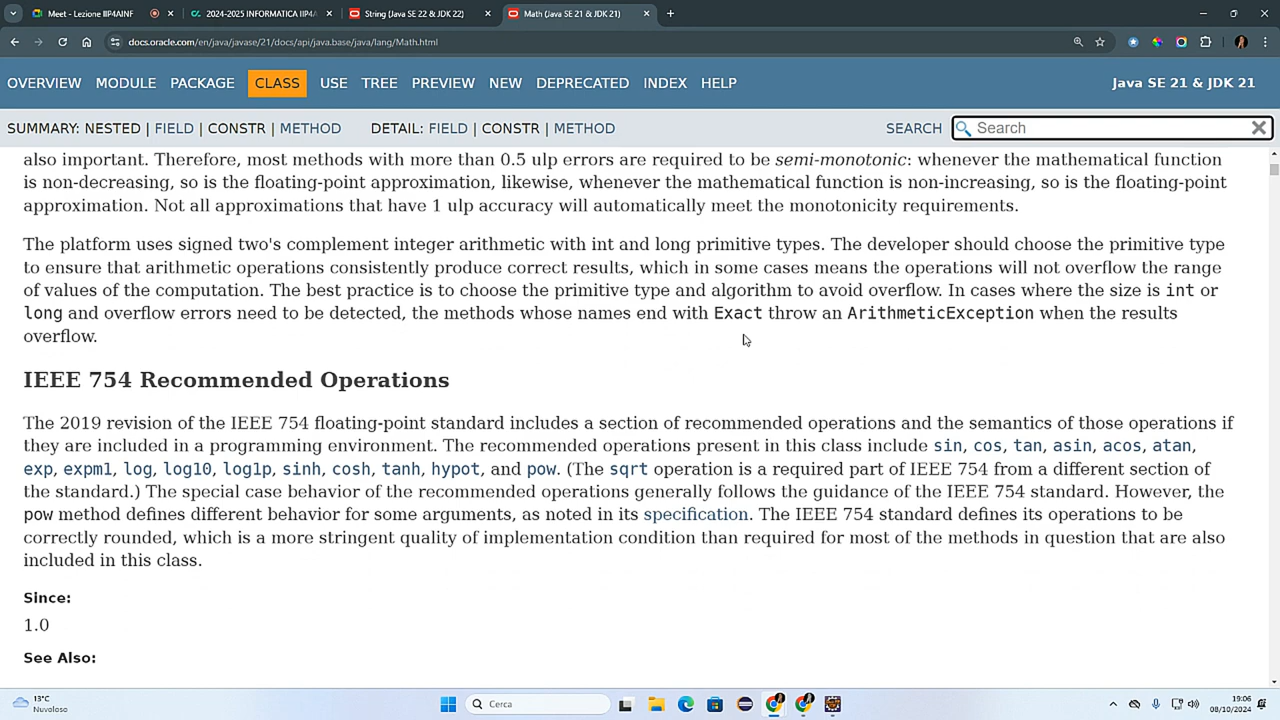 Meet - Lezione IIP4AINF
2024-2025 INFORMATICA IIP4A
String (Java SE 22 & JDK 22)
Math (Java SE 21 & JDK 21)
docs.oracle.com/en/java/javase/21/docs/api/java.base/java/lang/Math.html
OVERVIEW MODULE PACKAGE CLASS USE TREE PREVIEW NEW DEPRECATED INDEX HELP
Java SE 21 & JDK 21
SUMMARY: NESTED | FIELD | CONSTR | METHOD DETAIL: FIELD | CONSTR | METHOD
SEARCH Search
also important. Therefore, most methods with more than 0.5 ulp errors are required to be semi-monotonic: whenever the mathematical function
is non-decreasing, so is the floating-point approximation, likewise, whenever the mathematical function is non-increasing, so is the floating-point
approximation. Not all approximations that have 1 ulp accuracy will automatically meet the monotonicity requirements.
The platform uses signed two's complement integer arithmetic with int and long primitive types. The developer should choose the primitive type
to ensure that arithmetic operations consistently produce correct results, which in some cases means the operations will not overflow the range
of values of the computation. The best practice is to choose the primitive type and algorithm to avoid overflow. In cases where the size is int or
long and overflow errors need to be detected, the methods whose names end with Exact throw an ArithmeticException when the results
overflow.
IEEE 754 Recommended Operations
The 2019 revision of the IEEE 754 floating-point standard includes a section of recommended operations and the semantics of those operations if
they are included in a programming environment. The recommended operations present in this class include sin, cos, tan, asin, acos, atan,
exp, expm1, log, log10, log1p, sinh, cosh, tanh, hypot, and pow. (The sqrt operation is a required part of IEEE 754 from a different section of
the standard.) The special case behavior of the recommended operations generally follows the guidance of the IEEE 754 standard. However, the
pow method defines different behavior for some arguments, as noted in its specification. The IEEE 754 standard defines its operations to be
correctly rounded, which is a more stringent quality of implementation condition than required for most of the methods in question that are also
included in this class.
Since:
1.0
See Also:
13°C
Nuvoloso
Cerca
19:06
08/10/2024